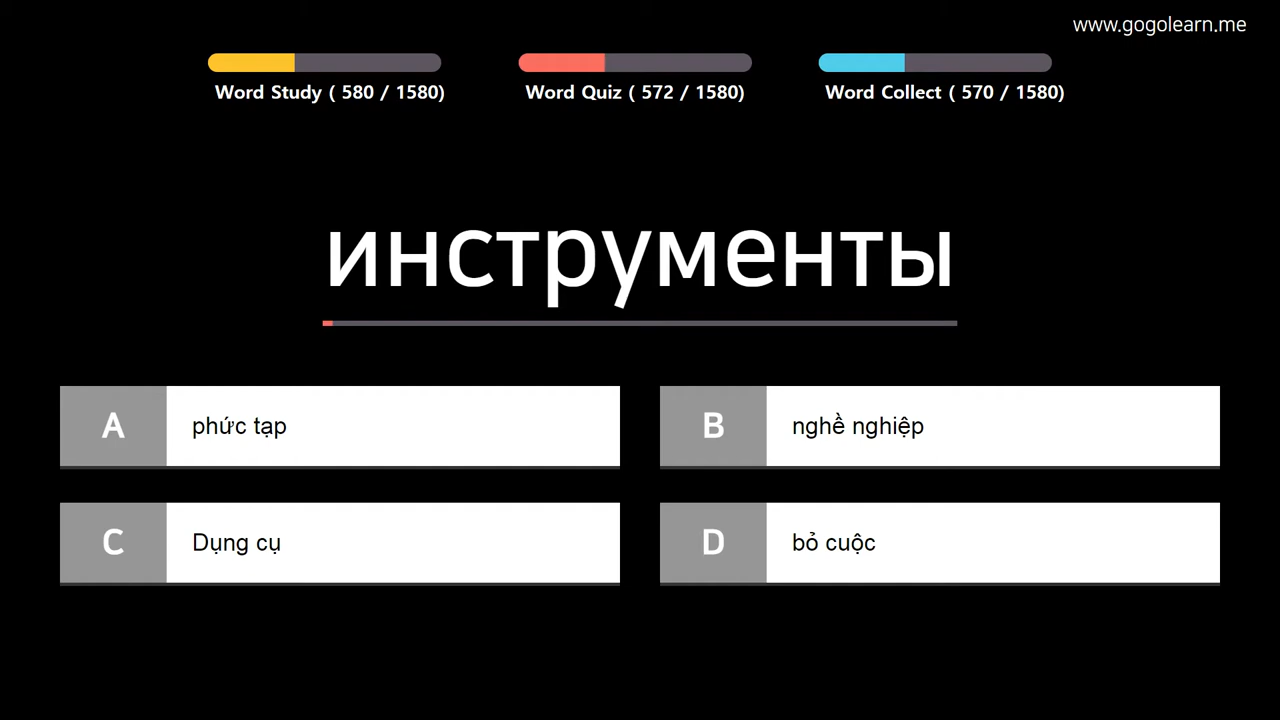 www.gogolearn.me
Word Study ( 580 / 1580)
Word Quiz ( 572 / 1580)
Word Collect ( 570 / 1580)
инструменты
A phức tạp
B nghề nghiệp
C Dụng cụ
D bỏ cuộc